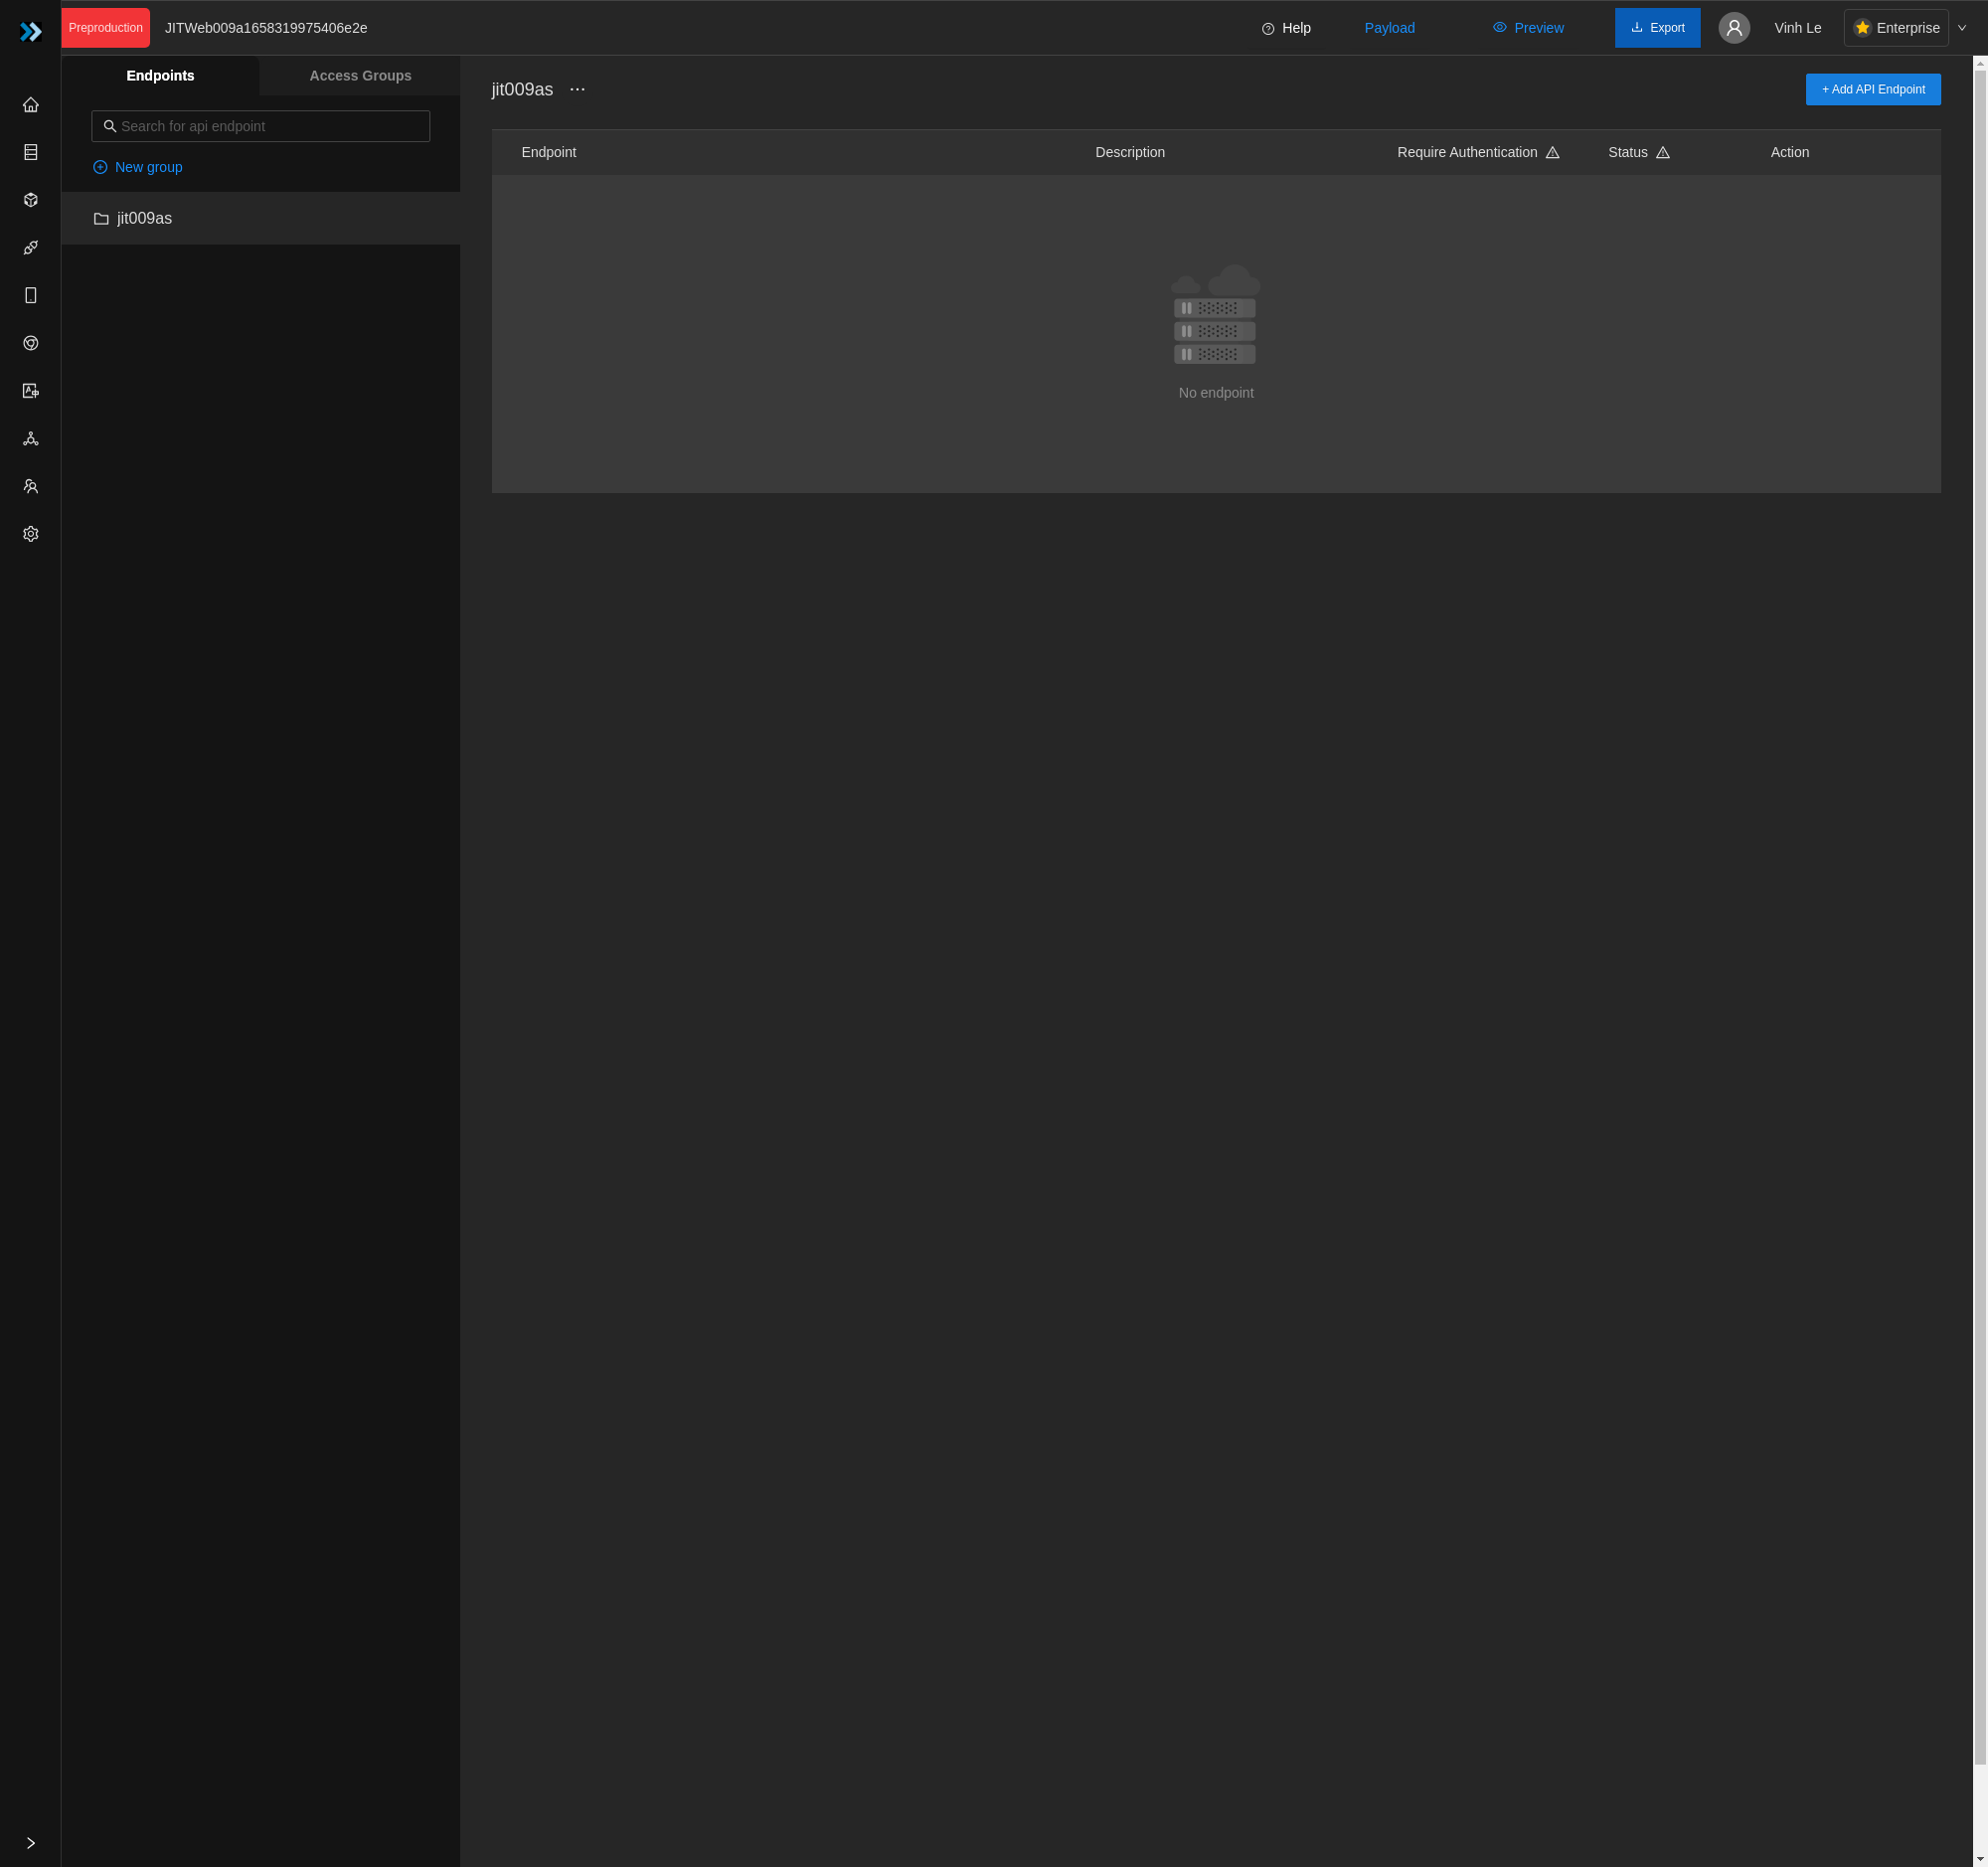 Preproduction
JITWeb009a1658319975406e2e
Help
Payload
Preview
Export
Vinh Le
Enterprise
Endpoints
Access Groups
Search for api endpoint
New group
jit009as
jit009as ···
+ Add API Endpoint
Endpoint
Description
Require Authentication
Status
Action
No endpoint